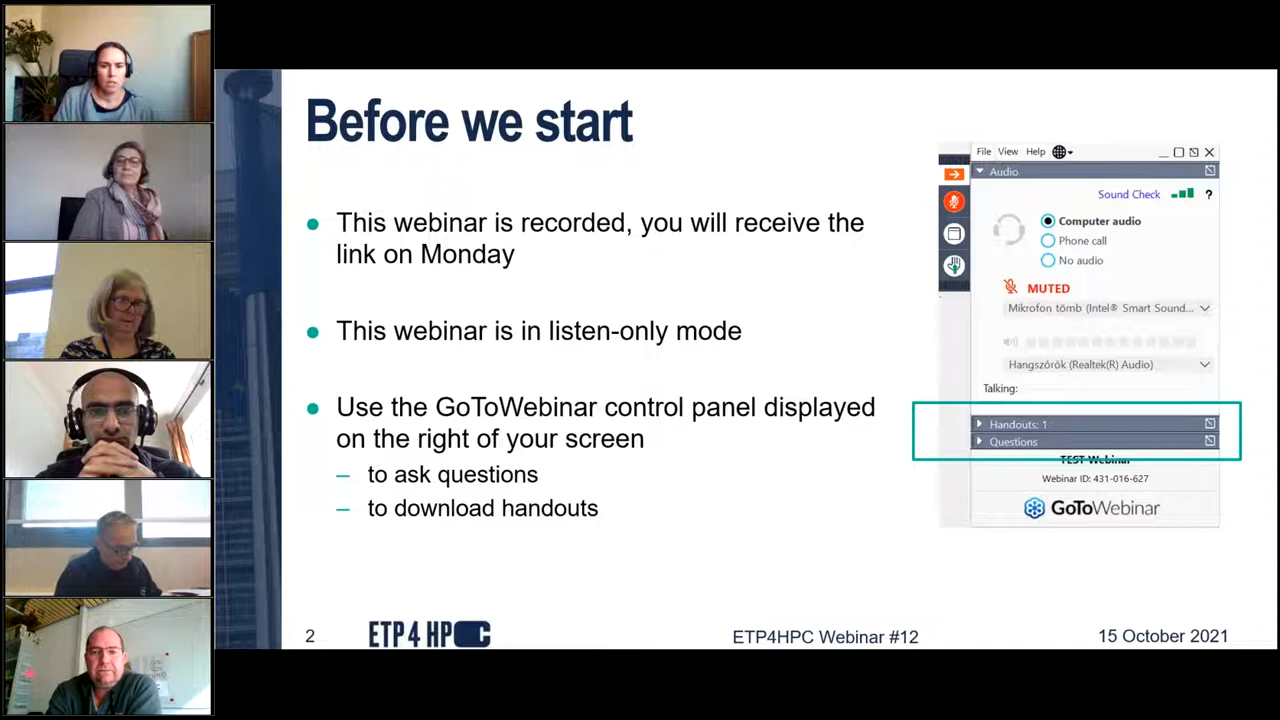 Before we start
This webinar is recorded, you will receive the
link on Monday
This webinar is in listen-only mode
Use the GoToWebinar control panel displayed
on the right of your screen
– to ask questions
– to download handouts
File View Help
Audio
Sound Check ?
Computer audio
Phone call
No audio
MUTED
Mikrofon tömb (Intel® Smart Sound...
Hangszórók (Realtek(R) Audio)
Talking:
Handouts: 1
Questions
TEST Webinar
Webinar ID: 431-016-627
GoToWebinar
2
ETP4HPC
ETP4HPC Webinar #12
15 October 2021